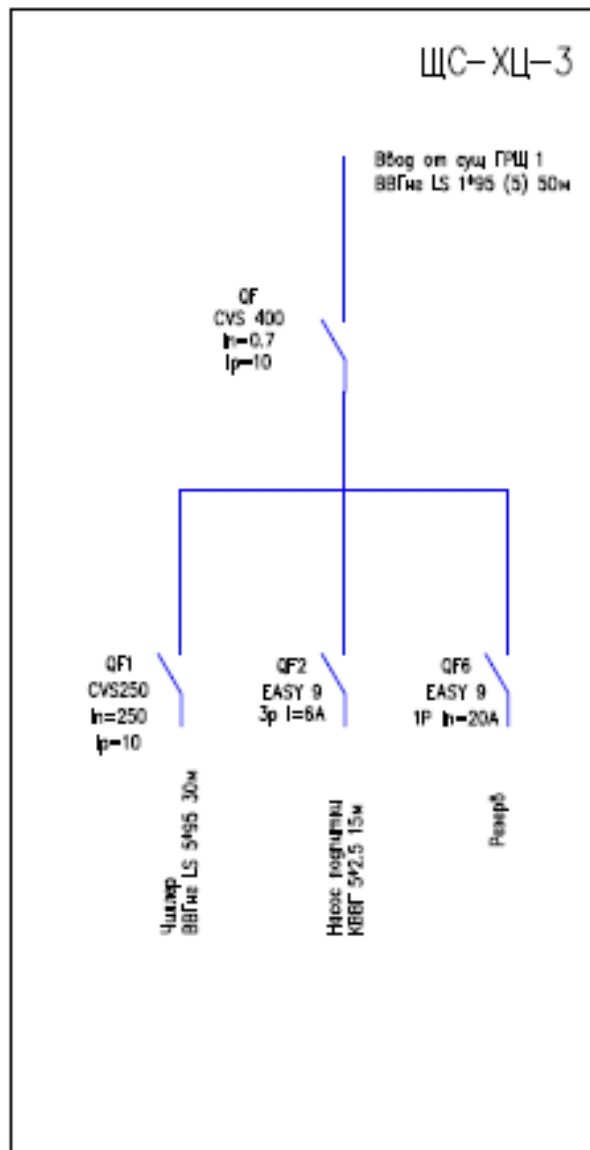 ЩС-ХЦ-3
Ввод от сущ ГРЩ 1
ВВГнг LS 1*95 (5) 50м
QF
CVS 400
In=0.7
Ip=10
QF1
CVS250
In=250
Ip=10
QF2
EASY 9
3p I=6A
QF6
EASY 9
1P In=20A
Чиллер
ВВГнг LS 5*95 30м
Насос подпитки
КВВГ 5*2.5 15м
Резерв